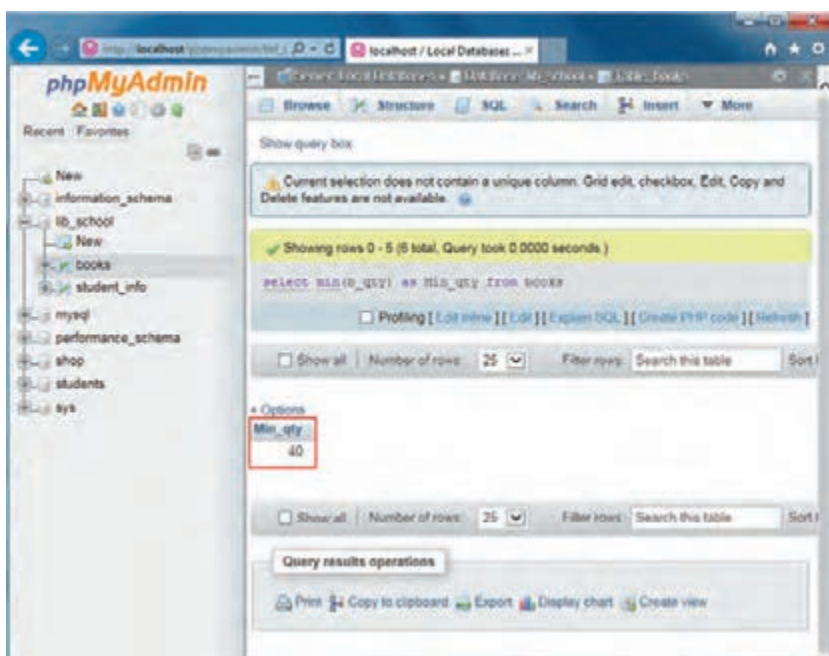 localhost / Local Databases ...
phpMyAdmin
Recent Favorites
New
information_schema
lib_school
New
books
student_info
mysql
performance_schema
shop
students
sys
Browse Structure SQL Search Insert More
Show query box
Current selection does not contain a unique column. Grid edit, checkbox, Edit, Copy and
Delete features are not available.
Showing rows 0 - 5 (6 total, Query took 0.0000 seconds.)
select min(b_qty) as Min_qty from books
Profiling [ Edit inline ] [ Edit ] [ Explain SQL ] [ Create PHP code ] [ Refresh ]
Show all Number of rows: 25 Filter rows: Search this table Sort
+ Options
Min_qty
40
Show all Number of rows: 25 Filter rows: Search this table Sort
Query results operations
Print Copy to clipboard Export Display chart Create view